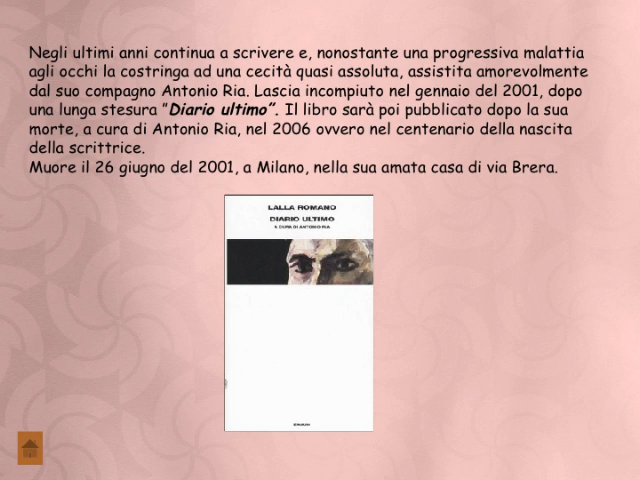 Negli ultimi anni continua a scrivere e, nonostante una progressiva malattia
agli occhi la costringa ad una cecità quasi assoluta, assistita amorevolmente
dal suo compagno Antonio Ria. Lascia incompiuto nel gennaio del 2001, dopo
una lunga stesura "Diario ultimo". Il libro sarà poi pubblicato dopo la sua
morte, a cura di Antonio Ria, nel 2006 ovvero nel centenario della nascita
della scrittrice.
Muore il 26 giugno del 2001, a Milano, nella sua amata casa di via Brera.
LALLA ROMANO
DIARIO ULTIMO
A CURA DI ANTONIO RIA
EINAUDI